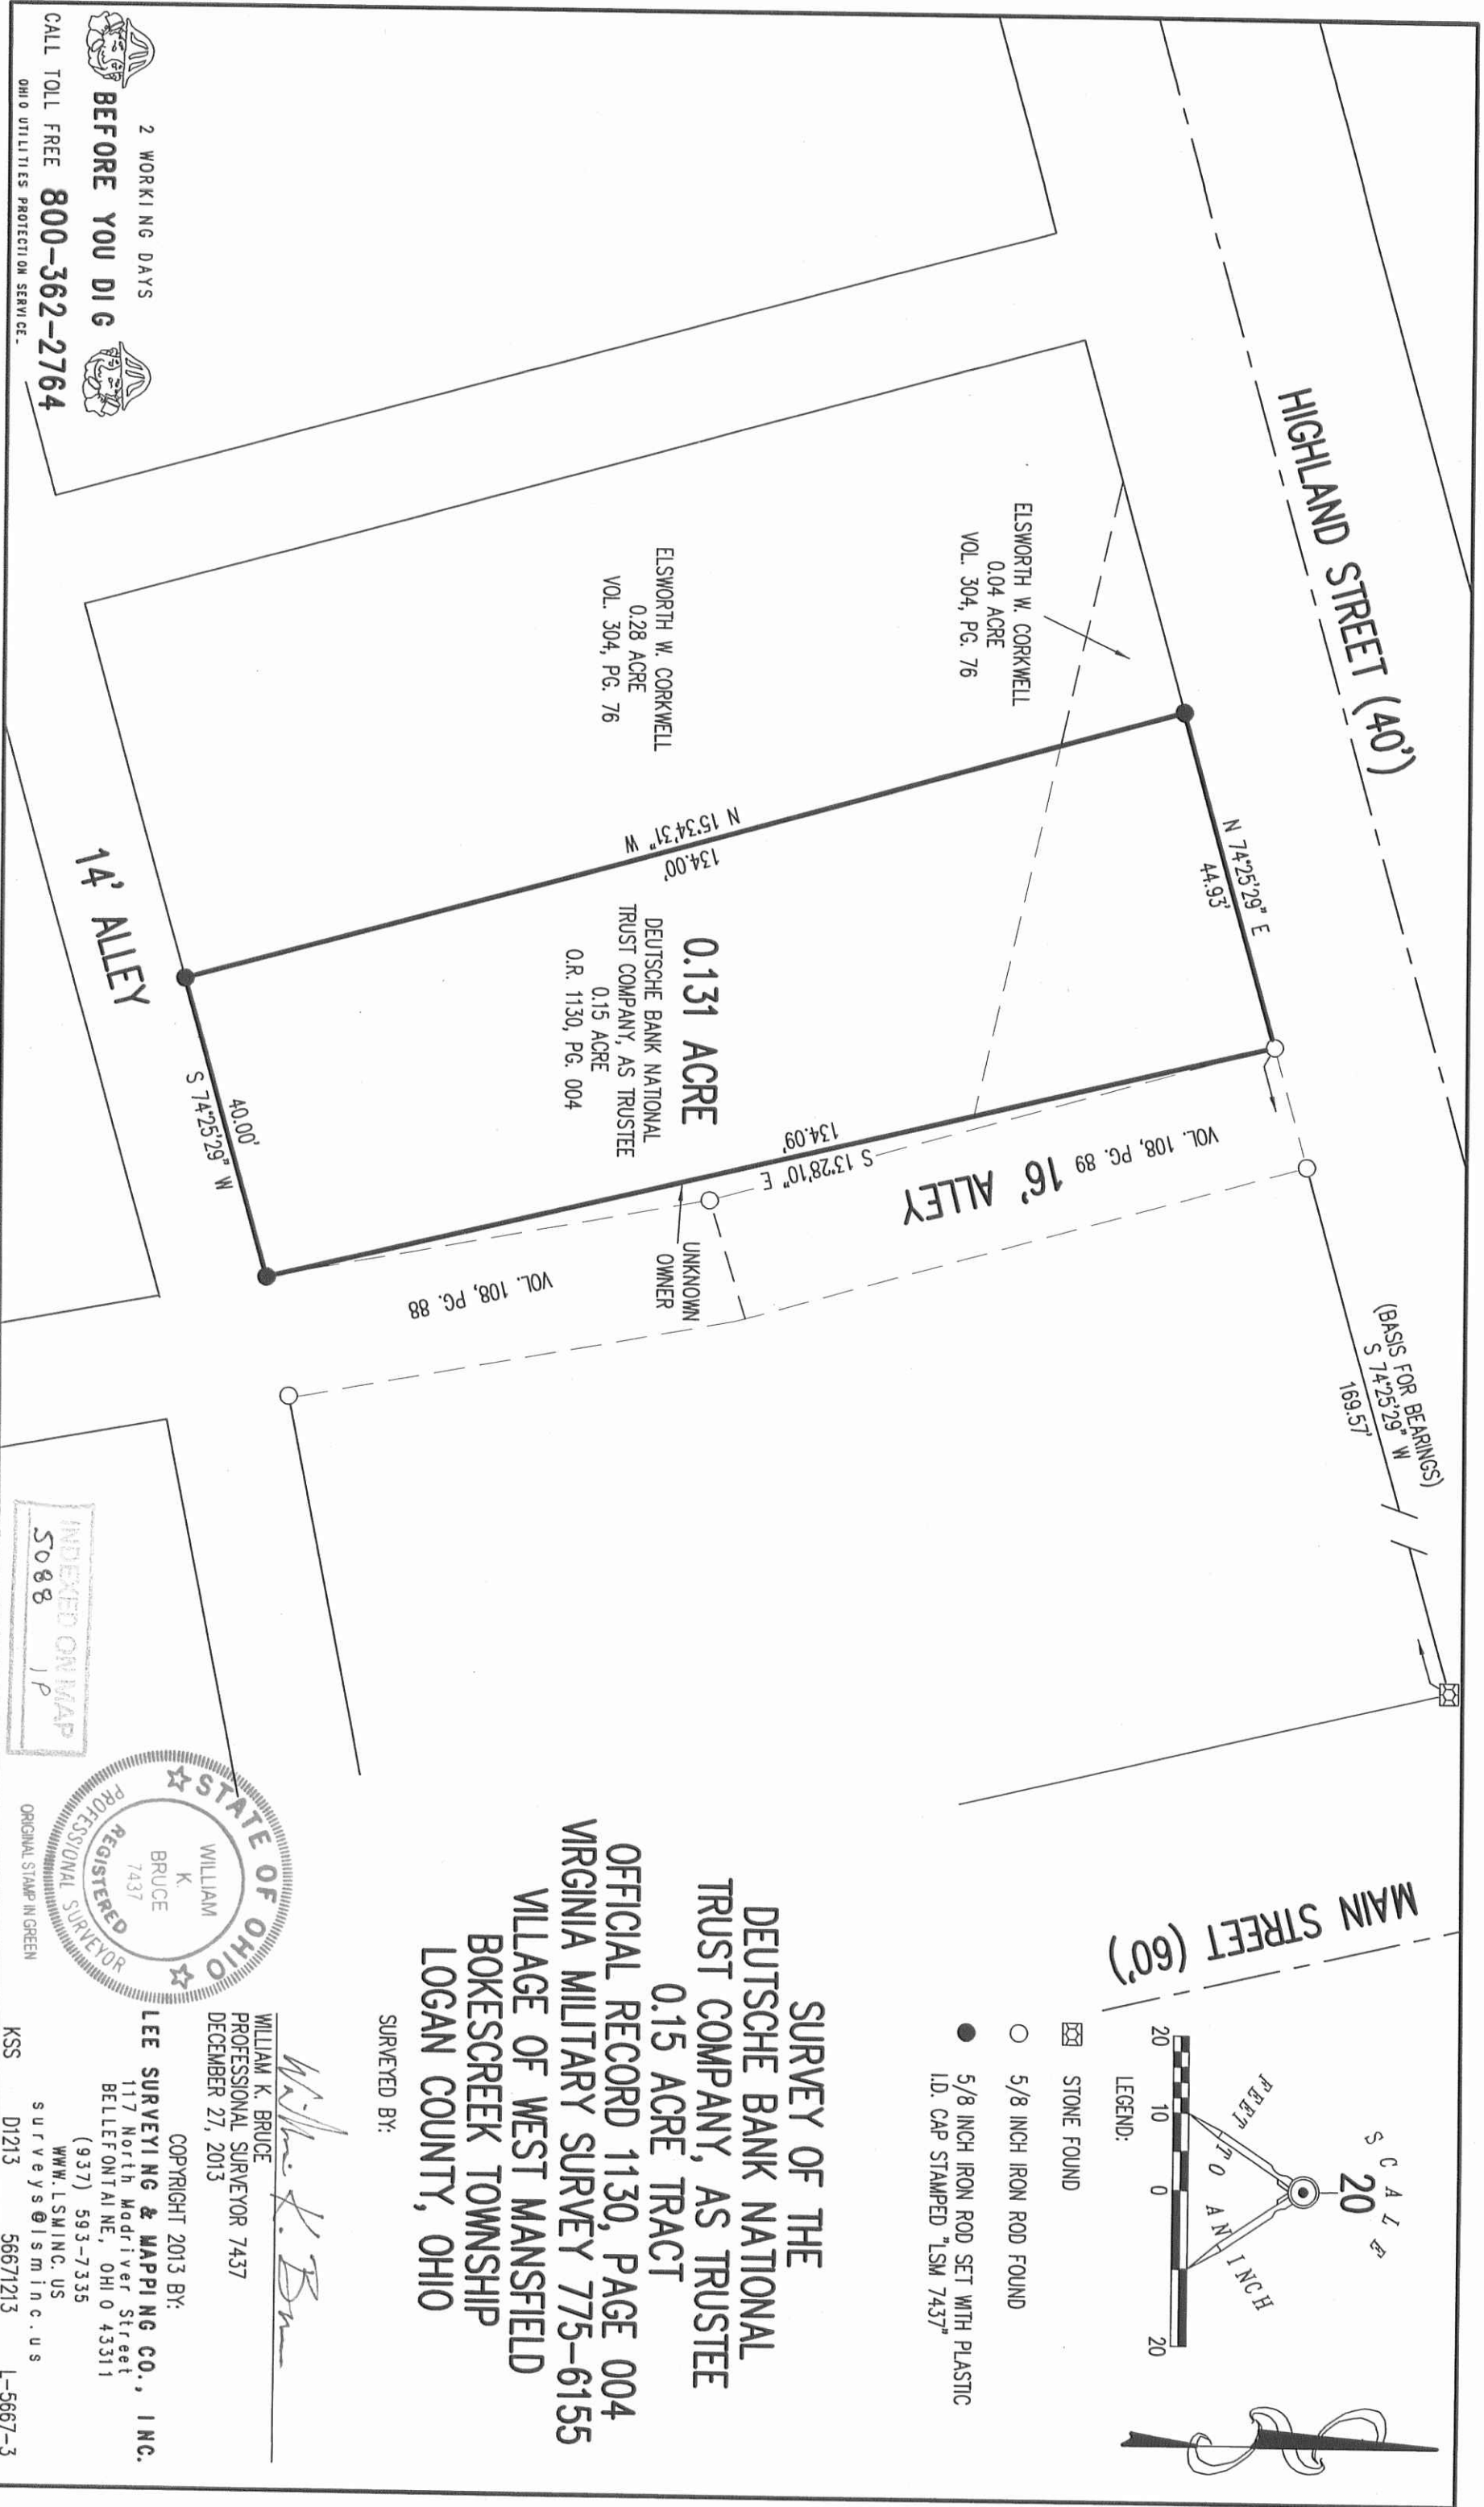 HIGHLAND STREET (40')
MAIN STREET (60')
S C A L E
20
FEET TO AN INCH
20 10 0 20
LEGEND:
STONE FOUND
5/8 INCH IRON ROD FOUND
5/8 INCH IRON ROD SET WITH PLASTIC
I.D. CAP STAMPED "LSM 7437"
(BASIS FOR BEARINGS)
S 74°25'29" W
169.57'
N 74°25'29" E
44.93'
ELSWORTH W. CORKWELL
0.04 ACRE
VOL. 304, PG. 76
VOL. 108, PG. 89
16' ALLEY
ELSWORTH W. CORKWELL
0.28 ACRE
VOL. 304, PG. 76
N 15°34'31" W
134.00'
0.131 ACRE
DEUTSCHE BANK NATIONAL
TRUST COMPANY, AS TRUSTEE
0.15 ACRE
O.R. 1130, PG. 004
S 13°28'10" E
134.09'
UNKNOWN
OWNER
VOL. 108, PG. 88
40.00'
S 74°25'29" W
14' ALLEY
SURVEY OF THE
DEUTSCHE BANK NATIONAL
TRUST COMPANY, AS TRUSTEE
0.15 ACRE TRACT
OFFICIAL RECORD 1130, PAGE 004
VIRGINIA MILITARY SURVEY 775-6155
VILLAGE OF WEST MANSFIELD
BOKESCREEK TOWNSHIP
LOGAN COUNTY, OHIO
SURVEYED BY:
William K. Bruce
WILLIAM K. BRUCE
PROFESSIONAL SURVEYOR 7437
DECEMBER 27, 2013
COPYRIGHT 2013 BY:
LEE SURVEYING & MAPPING CO., INC.
117 North Madriver Street
BELLEFONTAINE, OHIO 43311
(937) 593-7335
WWW.LSMINC.US
surveys@lsminc.us
KSS D1213 56671213 L-5667-3
STATE OF OHIO
WILLIAM
K.
BRUCE
7437
REGISTERED
PROFESSIONAL SURVEYOR
ORIGINAL STAMP IN GREEN
INDEXED ON MAP
5088 1P
2 WORKING DAYS
BEFORE YOU DIG
CALL TOLL FREE 800-362-2764
OHIO UTILITIES PROTECTION SERVICE.